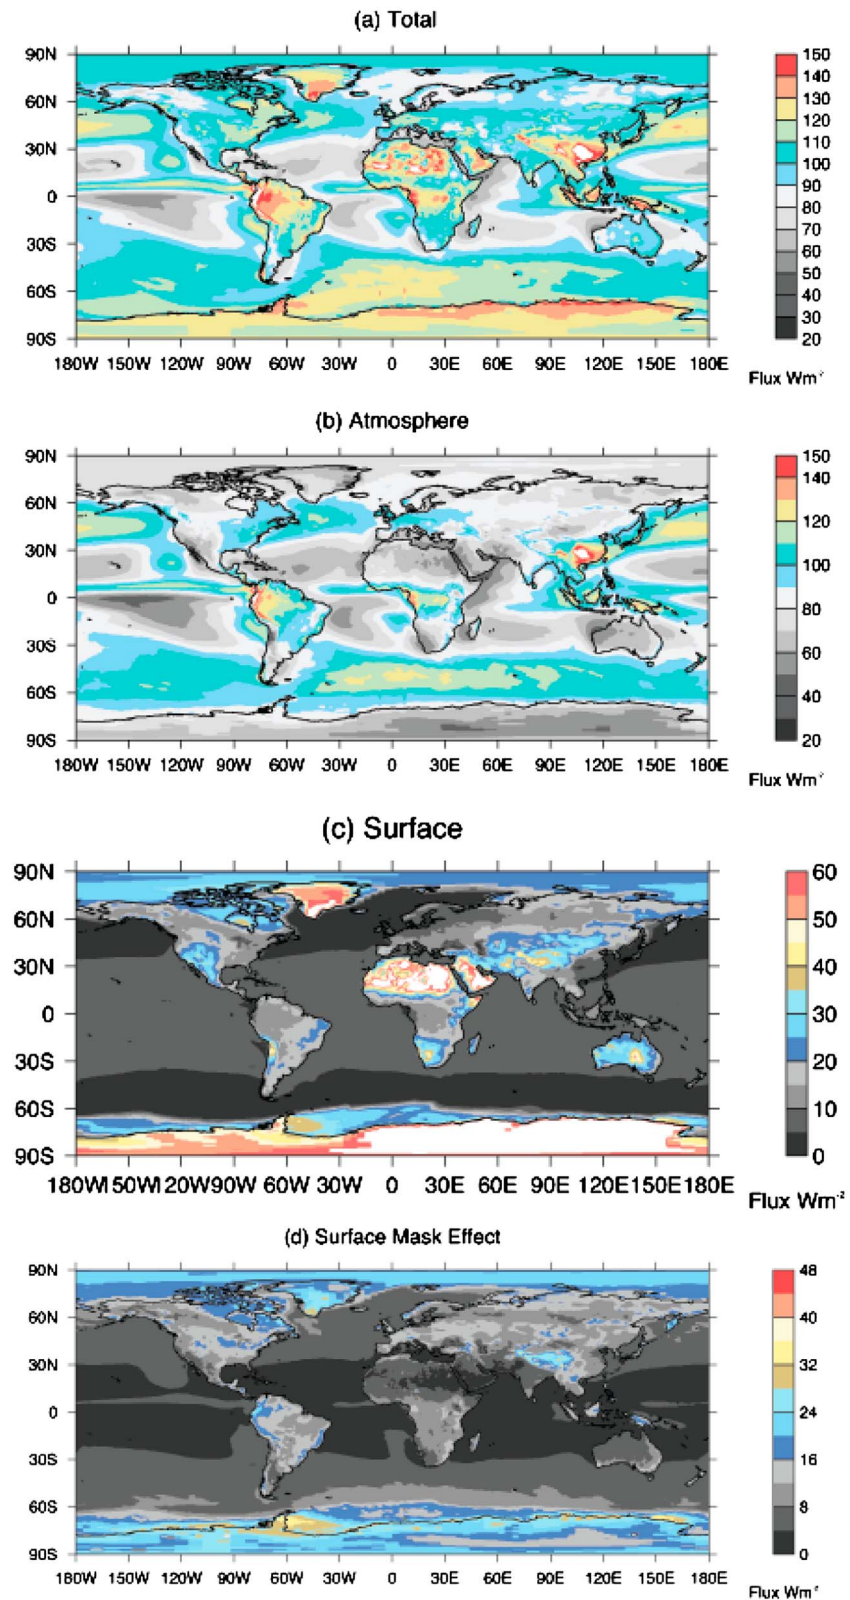 (a) Total
90N
60N
30N
0
30S
60S
90S
180W 150W 120W 90W 60W 30W 0 30E 60E 90E 120E 150E 180E
150
140
130
120
110
100
90
80
70
60
50
40
30
20
Flux Wm-2
(b) Atmosphere
90N
60N
30N
0
30S
60S
90S
180W 150W 120W 90W 60W 30W 0 30E 60E 90E 120E 150E 180E
150
140
120
100
80
60
40
20
Flux Wm-2
(c) Surface
90N
60N
30N
0
30S
60S
90S
180W150W120W90W 60W 30W 0 30E 60E 90E 120E150E180E
60
50
40
30
20
10
0
Flux Wm-2
(d) Surface Mask Effect
90N
60N
30N
0
30S
60S
90S
180W 150W 120W 90W 60W 30W 0 30E 60E 90E 120E 150E 180E
48
40
32
24
16
8
0
Flux Wm-2